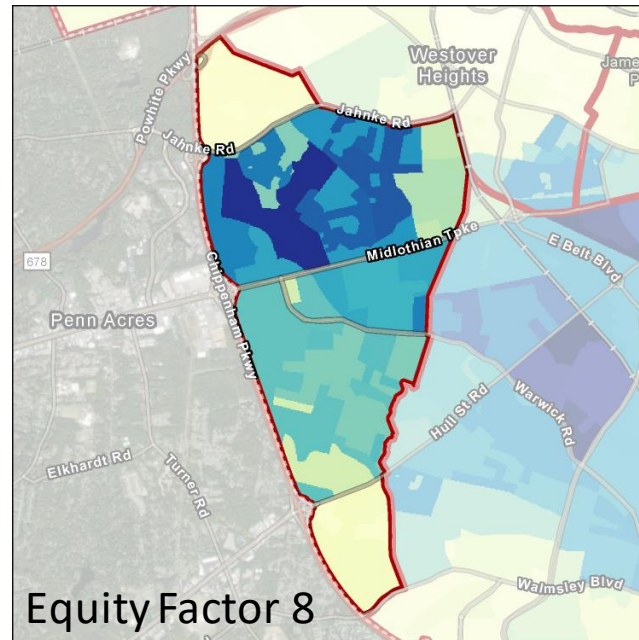 Westover
Heights
Powhite Pkwy
Jahnke Rd
Jahnke Rd
Midlothian Tpke
E Belt Blvd
678
Penn Acres
Chippenham Pkwy
Hull St Rd
Warwick Rd
Elkhardt Rd
Turner Rd
Walmsley Blvd
Equity Factor 8